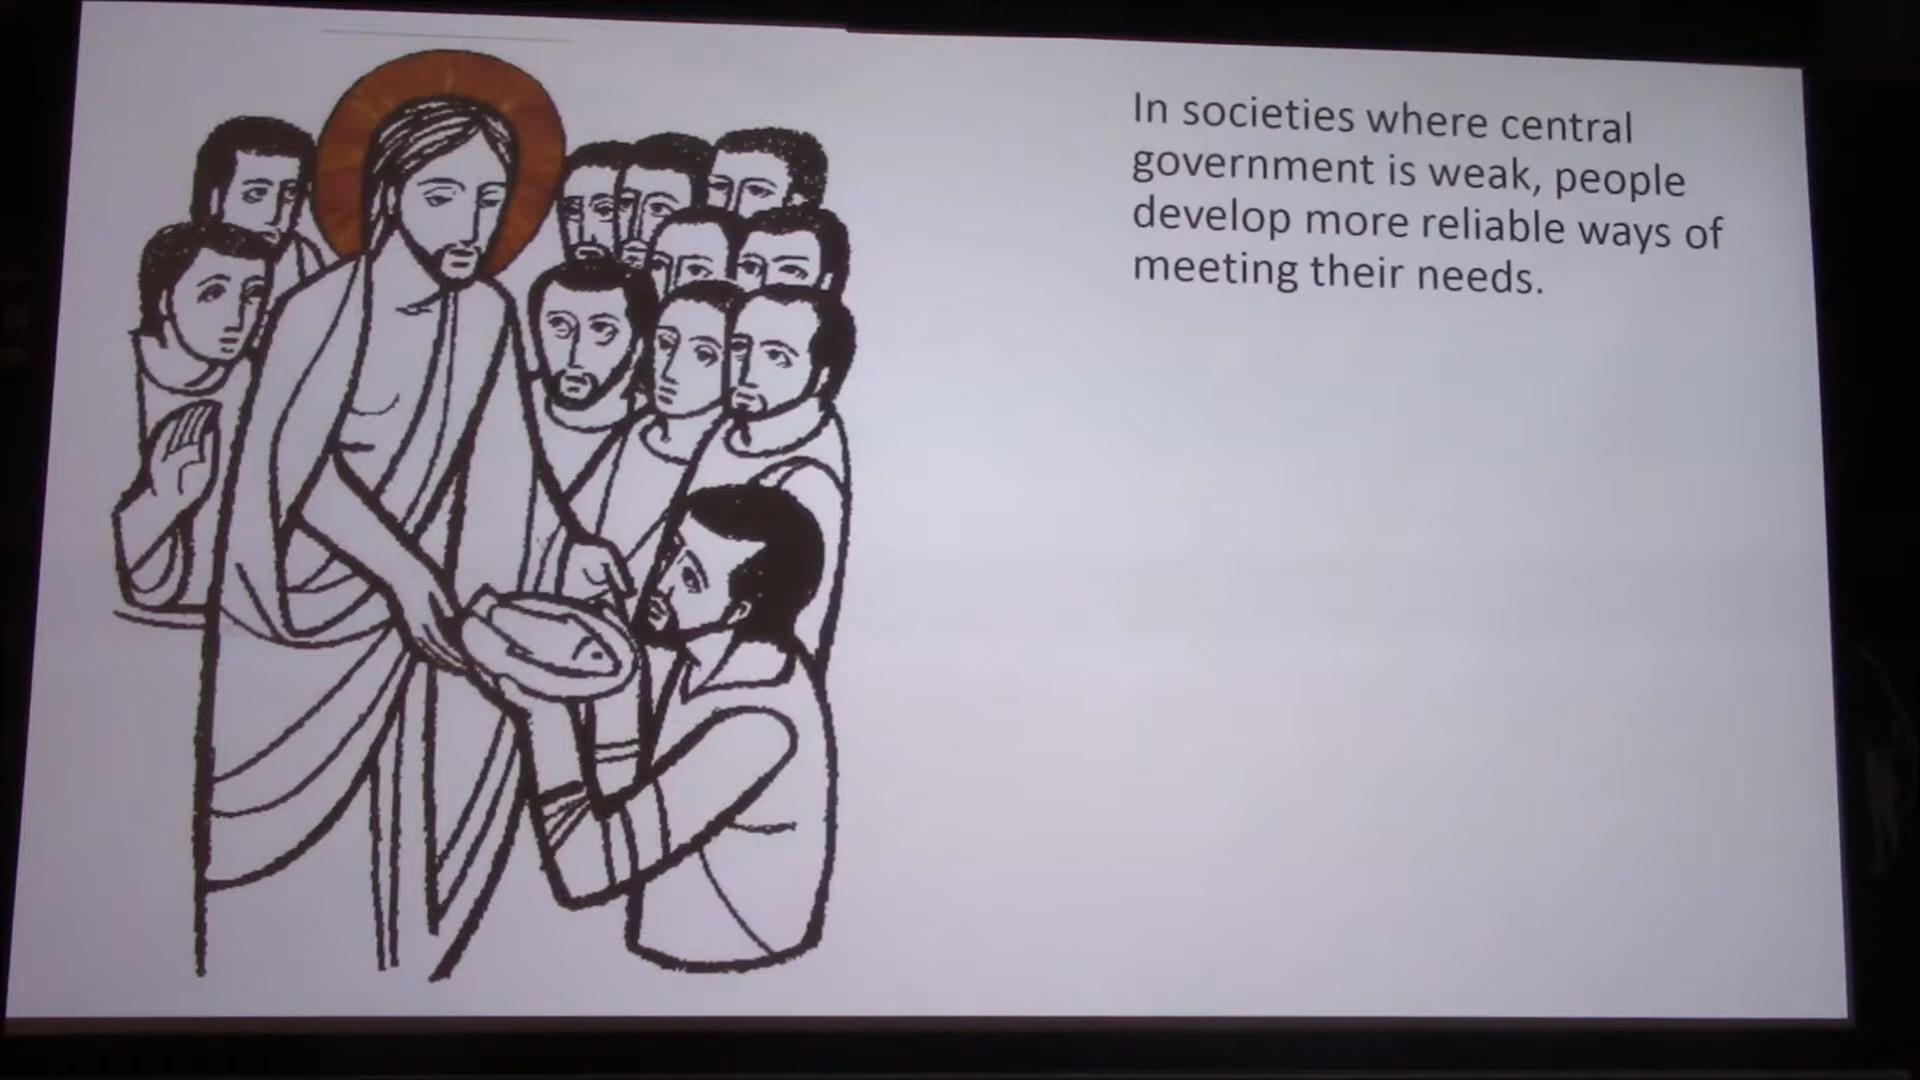 In societies where central
government is weak, people
develop more reliable ways of
meeting their needs.